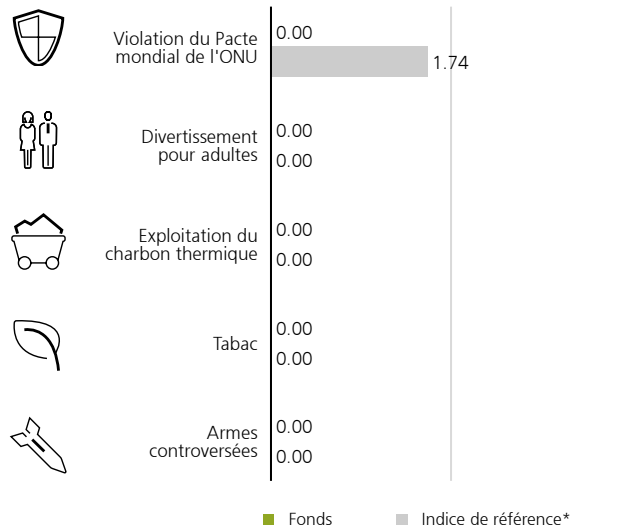 Violation du Pacte
mondial de l'ONU
0.00
1.74
Divertissement
pour adultes
0.00
0.00
Exploitation du
charbon thermique
0.00
0.00
Tabac
0.00
0.00
Armes
controversées
0.00
0.00
Fonds
Indice de référence*